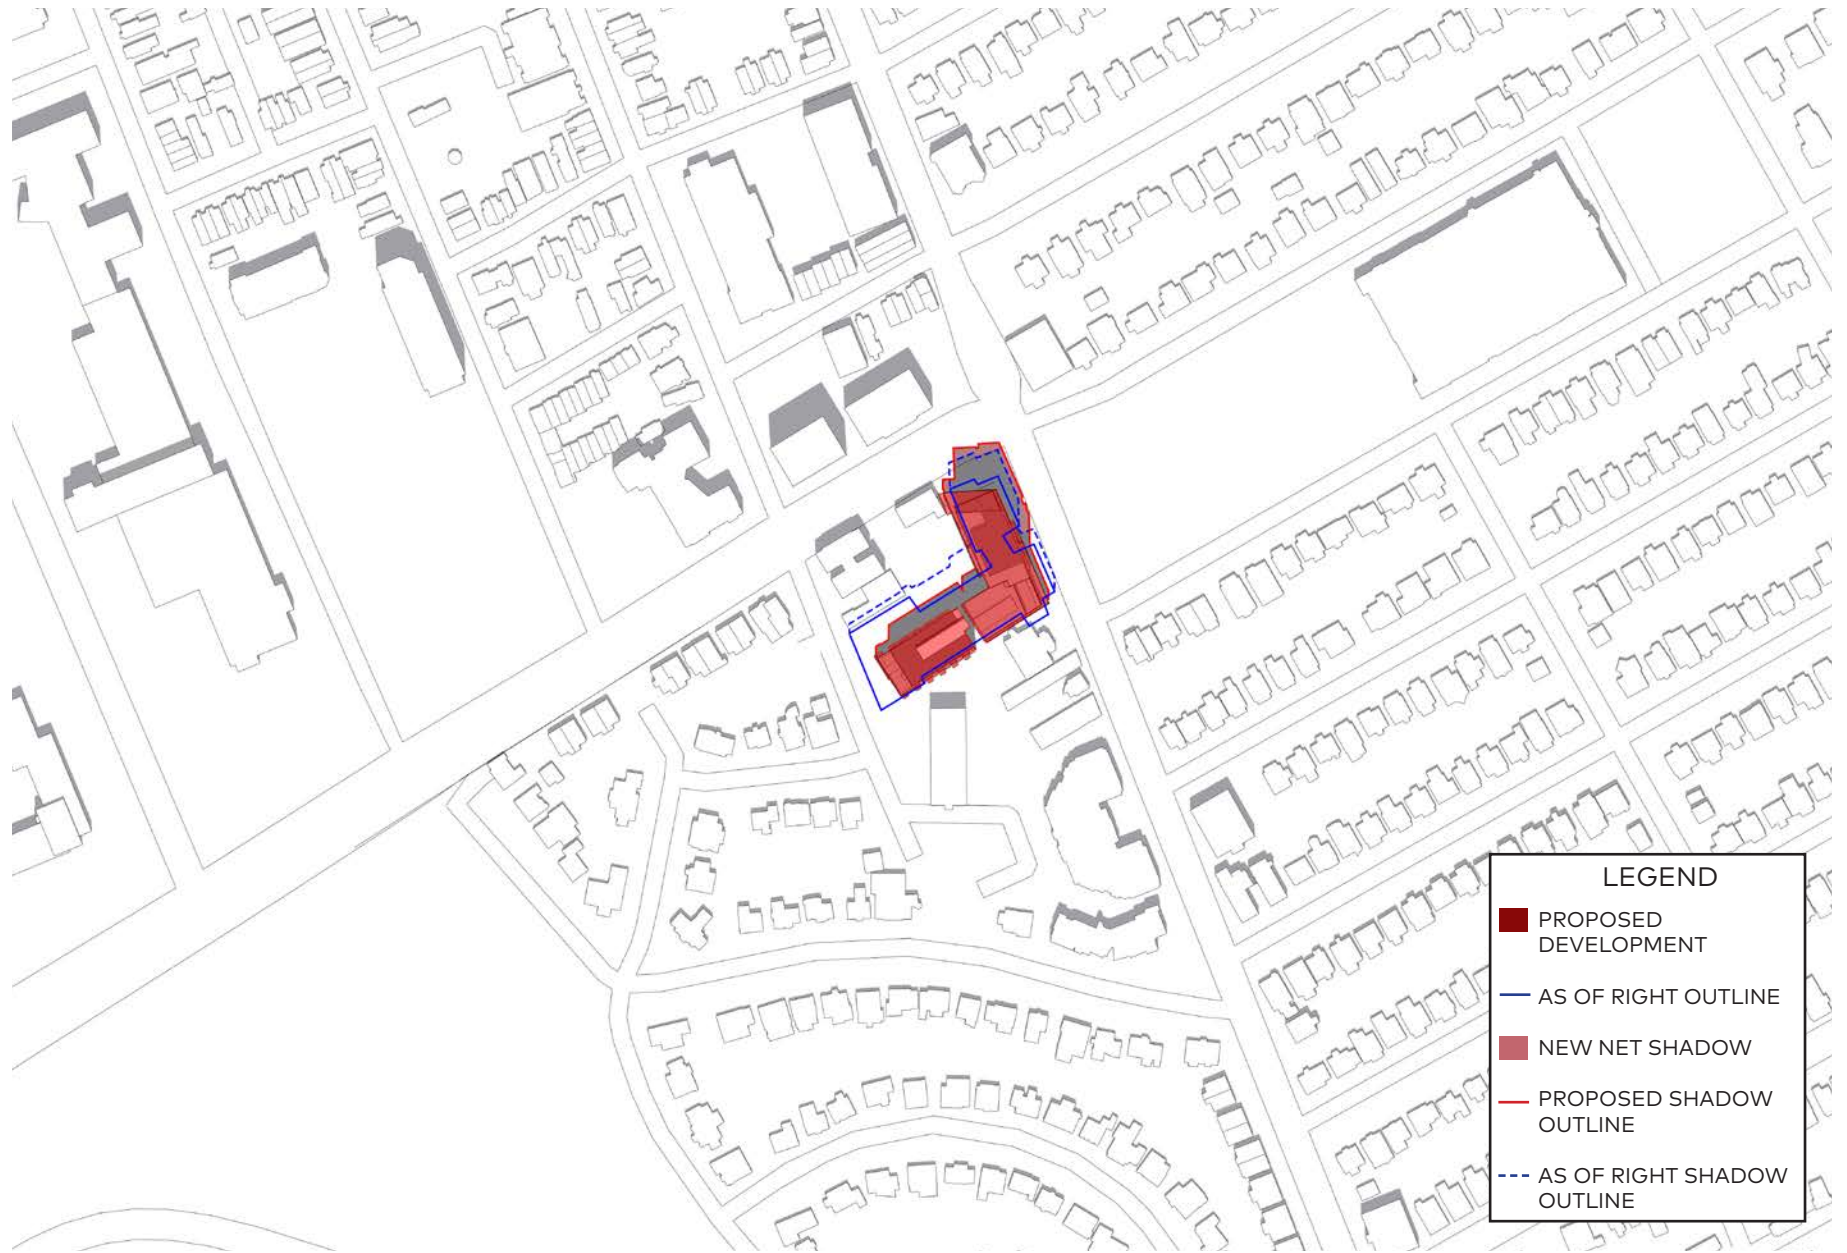 LEGEND
PROPOSED
DEVELOPMENT
AS OF RIGHT OUTLINE
NEW NET SHADOW
PROPOSED SHADOW
OUTLINE
AS OF RIGHT SHADOW
OUTLINE